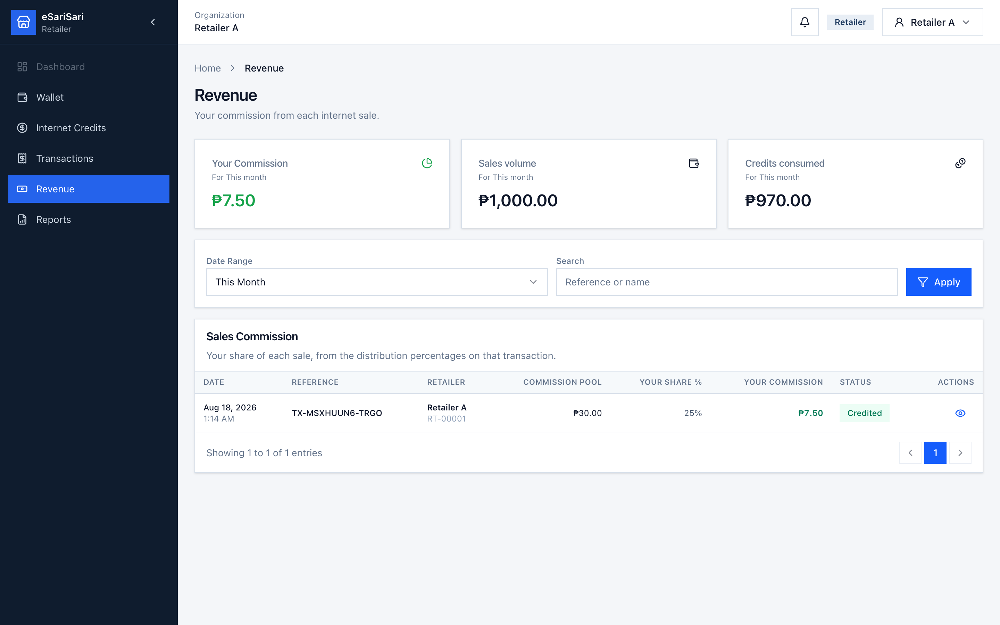 eSariSari
Retailer
Organization
Retailer A
Retailer
Retailer A
Dashboard
Wallet
Internet Credits
Transactions
Revenue
Reports
Home > Revenue
Revenue
Your commission from each internet sale.
Your Commission
For This month
₱7.50
Sales volume
For This month
₱1,000.00
Credits consumed
For This month
₱970.00
Date Range
This Month
Search
Reference or name
Apply
Sales Commission
Your share of each sale, from the distribution percentages on that transaction.
DATE REFERENCE RETAILER COMMISSION POOL YOUR SHARE % YOUR COMMISSION STATUS ACTIONS
Aug 18, 2026
1:14 AM
TX-MSXHUUN6-TRGO
Retailer A
RT-00001
₱30.00
25%
₱7.50
Credited
Showing 1 to 1 of 1 entries
1